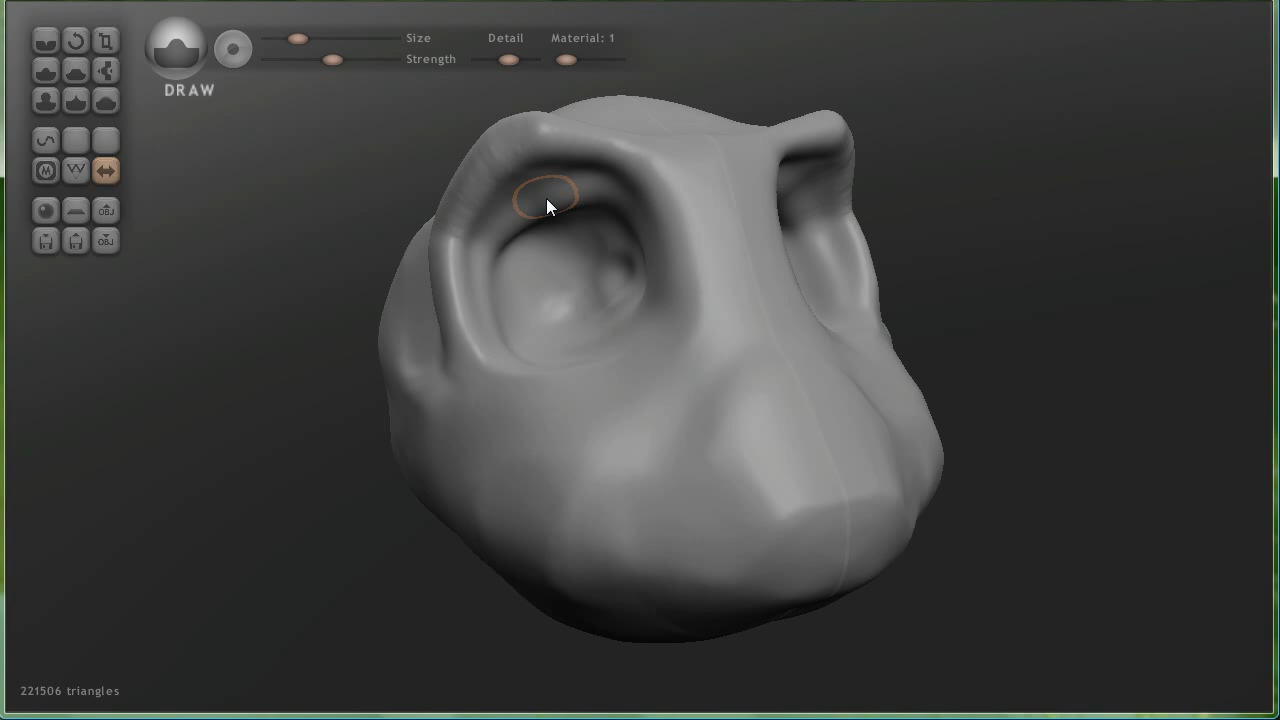 Size Detail Material: 1
Strength
DRAW
M
OBJ
OBJ
221506 triangles